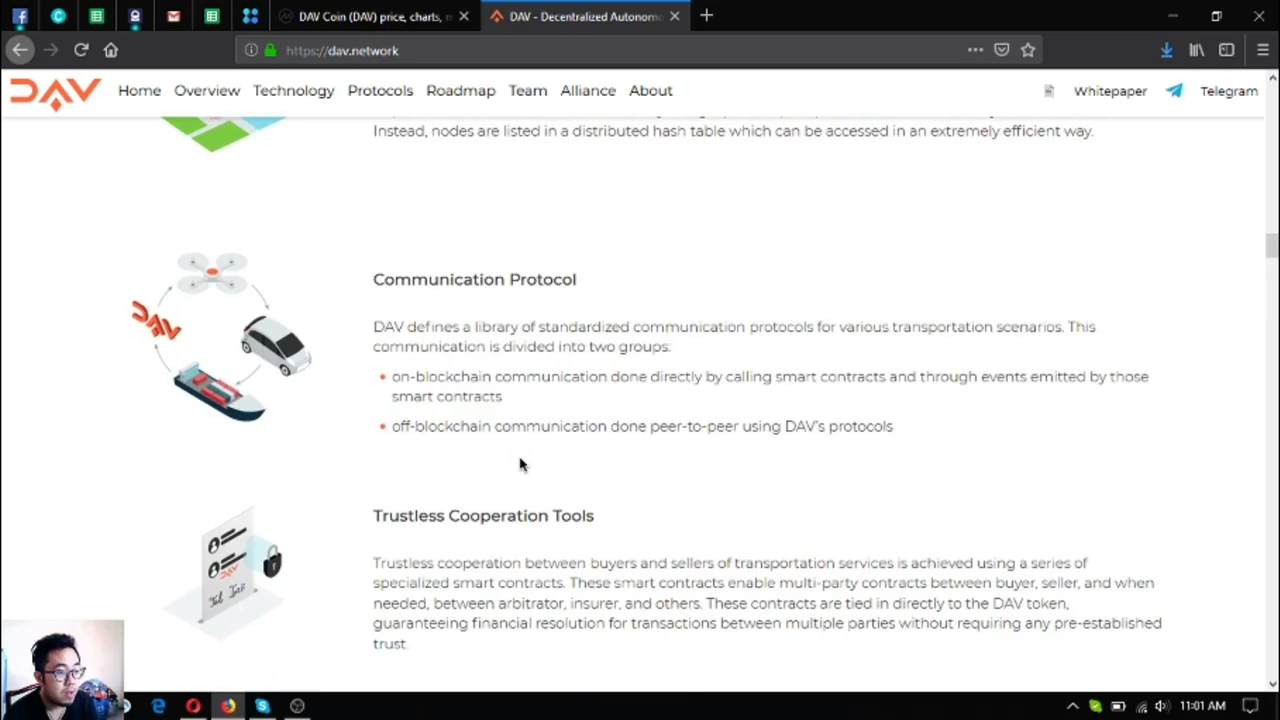 DAV Coin (DAV) price, charts,
DAV - Decentralized Autonomo
https://dav.network
DAV
Home
Overview
Technology
Protocols
Roadmap
Team
Alliance
About
Whitepaper
Telegram
Instead, nodes are listed in a distributed hash table which can be accessed in an extremely efficient way.
DAV
Communication Protocol
DAV defines a library of standardized communication protocols for various transportation scenarios. This
communication is divided into two groups:
on-blockchain communication done directly by calling smart contracts and through events emitted by those
smart contracts
off-blockchain communication done peer-to-peer using DAV's protocols
Trustless Cooperation Tools
Trustless cooperation between buyers and sellers of transportation services is achieved using a series of
specialized smart contracts. These smart contracts enable multi-party contracts between buyer, seller, and when
needed, between arbitrator, insurer, and others. These contracts are tied in directly to the DAV token,
guaranteeing financial resolution for transactions between multiple parties without requiring any pre-established
trust.
DAV
11:01 AM